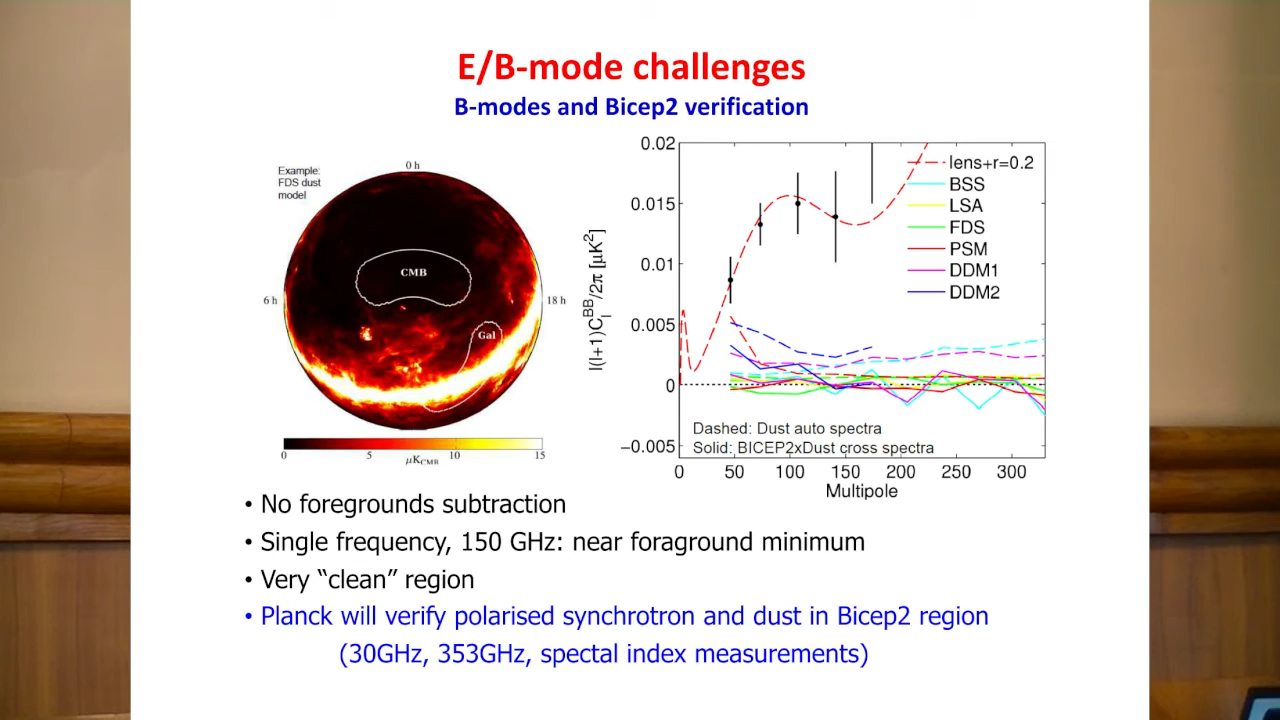 E/B-mode challenges
B-modes and Bicep2 verification
Example:
FDS dust
model
0 h
6 h
18 h
CMB
Gal
0
5
10
15
μK_CMB
0.02
0.015
0.01
0.005
0
−0.005
l(l+1)C_l^BB/2π [μK²]
lens+r=0.2
BSS
LSA
FDS
PSM
DDM1
DDM2
Dashed: Dust auto spectra
Solid: BICEP2xDust cross spectra
0 50 100 150 200 250 300
Multipole
• No foregrounds subtraction
• Single frequency, 150 GHz: near foraground minimum
• Very “clean” region
• Planck will verify polarised synchrotron and dust in Bicep2 region
(30GHz, 353GHz, spectal index measurements)